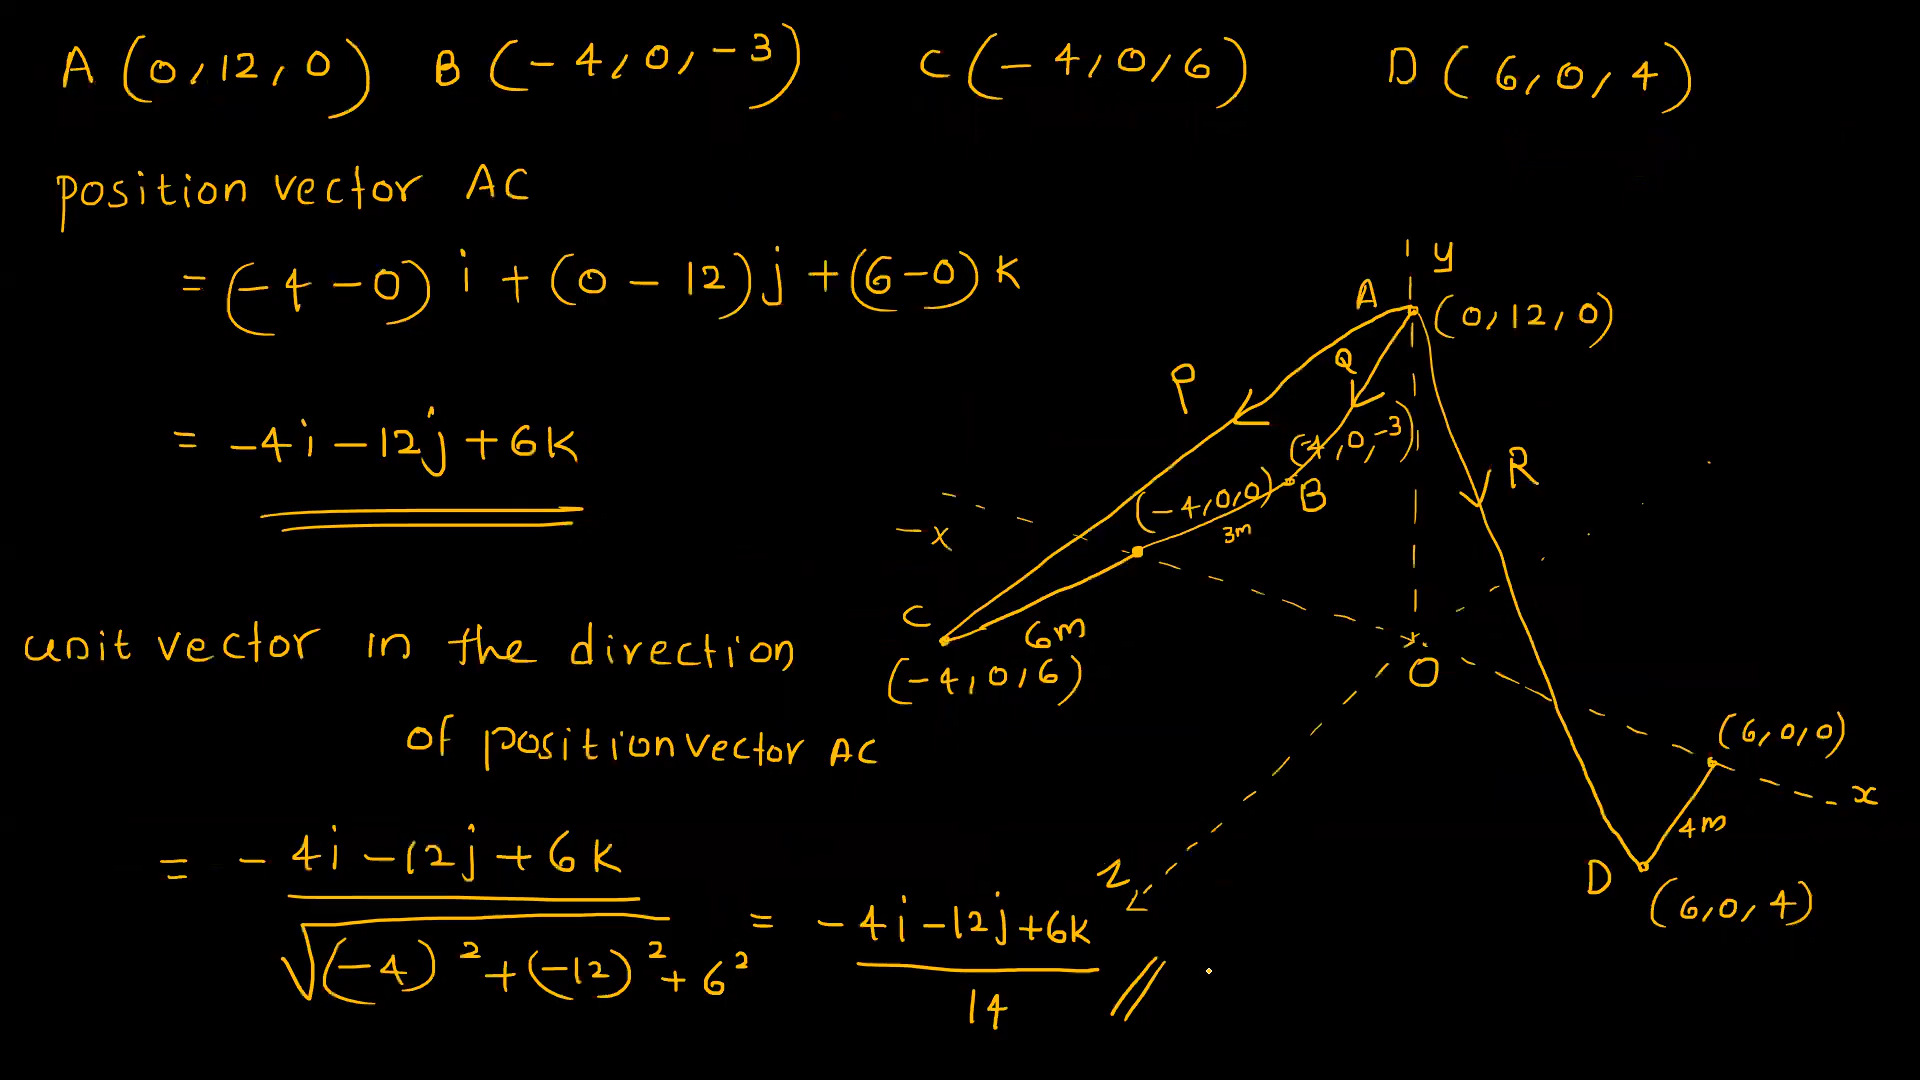 A (0, 12, 0) B (-4, 0, -3) C (-4, 0, 6) D (6, 0, 4)
position vector AC
= (-4 - 0) i + (0 - 12) j + (6 - 0) k
= -4i - 12j + 6k
unit vector in the direction
of position vector AC
= -4i - 12j + 6k
√(-4)² + (-12)² + 6²
= -4i - 12j + 6k
14
y
A
(0, 12, 0)
P
Q
(-4, 0, -3)
R
(-4, 0, 0)
B
3m
-x
C
6m
(-4, 0, 6)
O
(6, 0, 0)
x
4m
D
(6, 0, 4)
z